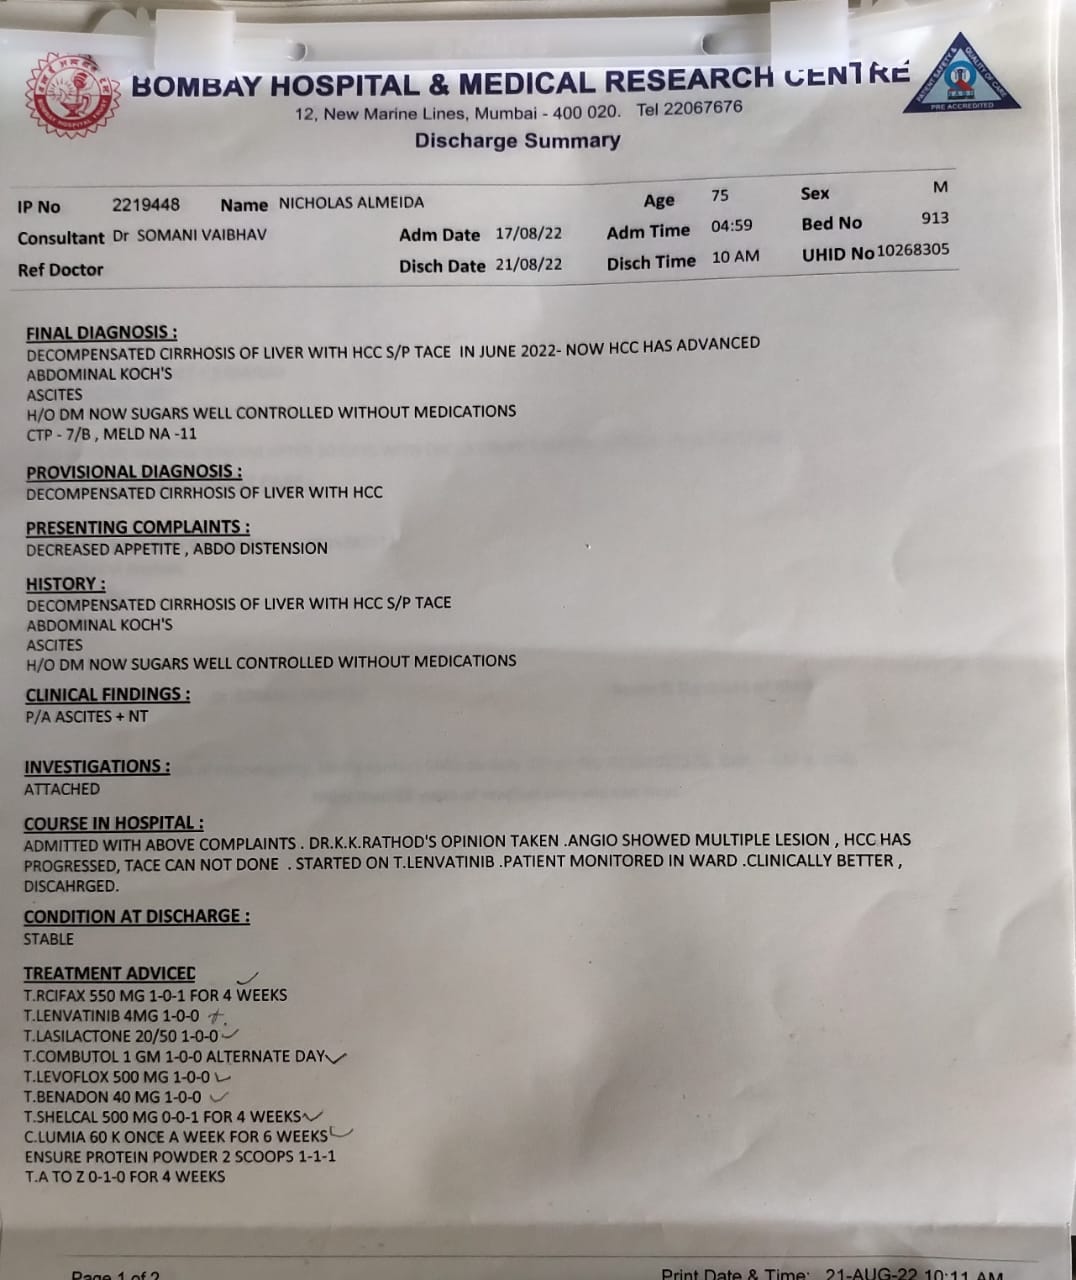 BOMBAY HOSPITAL & MEDICAL RESEARCH CENTRE
12, New Marine Lines, Mumbai - 400 020. Tel 22067676
Discharge Summary
PRE ACCREDITED
IP No 2219448 Name NICHOLAS ALMEIDA Age 75 Sex M
Consultant Dr SOMANI VAIBHAV Adm Date 17/08/22 Adm Time 04:59 Bed No 913
Ref Doctor Disch Date 21/08/22 Disch Time 10 AM UHID No 10268305
FINAL DIAGNOSIS :
DECOMPENSATED CIRRHOSIS OF LIVER WITH HCC S/P TACE IN JUNE 2022- NOW HCC HAS ADVANCED
ABDOMINAL KOCH'S
ASCITES
H/O DM NOW SUGARS WELL CONTROLLED WITHOUT MEDICATIONS
CTP - 7/B , MELD NA -11
PROVISIONAL DIAGNOSIS :
DECOMPENSATED CIRRHOSIS OF LIVER WITH HCC
PRESENTING COMPLAINTS :
DECREASED APPETITE , ABDO DISTENSION
HISTORY :
DECOMPENSATED CIRRHOSIS OF LIVER WITH HCC S/P TACE
ABDOMINAL KOCH'S
ASCITES
H/O DM NOW SUGARS WELL CONTROLLED WITHOUT MEDICATIONS
CLINICAL FINDINGS :
P/A ASCITES + NT
INVESTIGATIONS :
ATTACHED
COURSE IN HOSPITAL :
ADMITTED WITH ABOVE COMPLAINTS . DR.K.K.RATHOD'S OPINION TAKEN .ANGIO SHOWED MULTIPLE LESION , HCC HAS
PROGRESSED, TACE CAN NOT DONE . STARTED ON T.LENVATINIB .PATIENT MONITORED IN WARD .CLINICALLY BETTER ,
DISCAHRGED.
CONDITION AT DISCHARGE :
STABLE
TREATMENT ADVICED
T.RCIFAX 550 MG 1-0-1 FOR 4 WEEKS
T.LENVATINIB 4MG 1-0-0
T.LASILACTONE 20/50 1-0-0
T.COMBUTOL 1 GM 1-0-0 ALTERNATE DAY
T.LEVOFLOX 500 MG 1-0-0
T.BENADON 40 MG 1-0-0
T.SHELCAL 500 MG 0-0-1 FOR 4 WEEKS
C.LUMIA 60 K ONCE A WEEK FOR 6 WEEKS
ENSURE PROTEIN POWDER 2 SCOOPS 1-1-1
T.A TO Z 0-1-0 FOR 4 WEEKS
Page 1 of 2 Print Date & Time: 21-AUG-22 10:11 AM